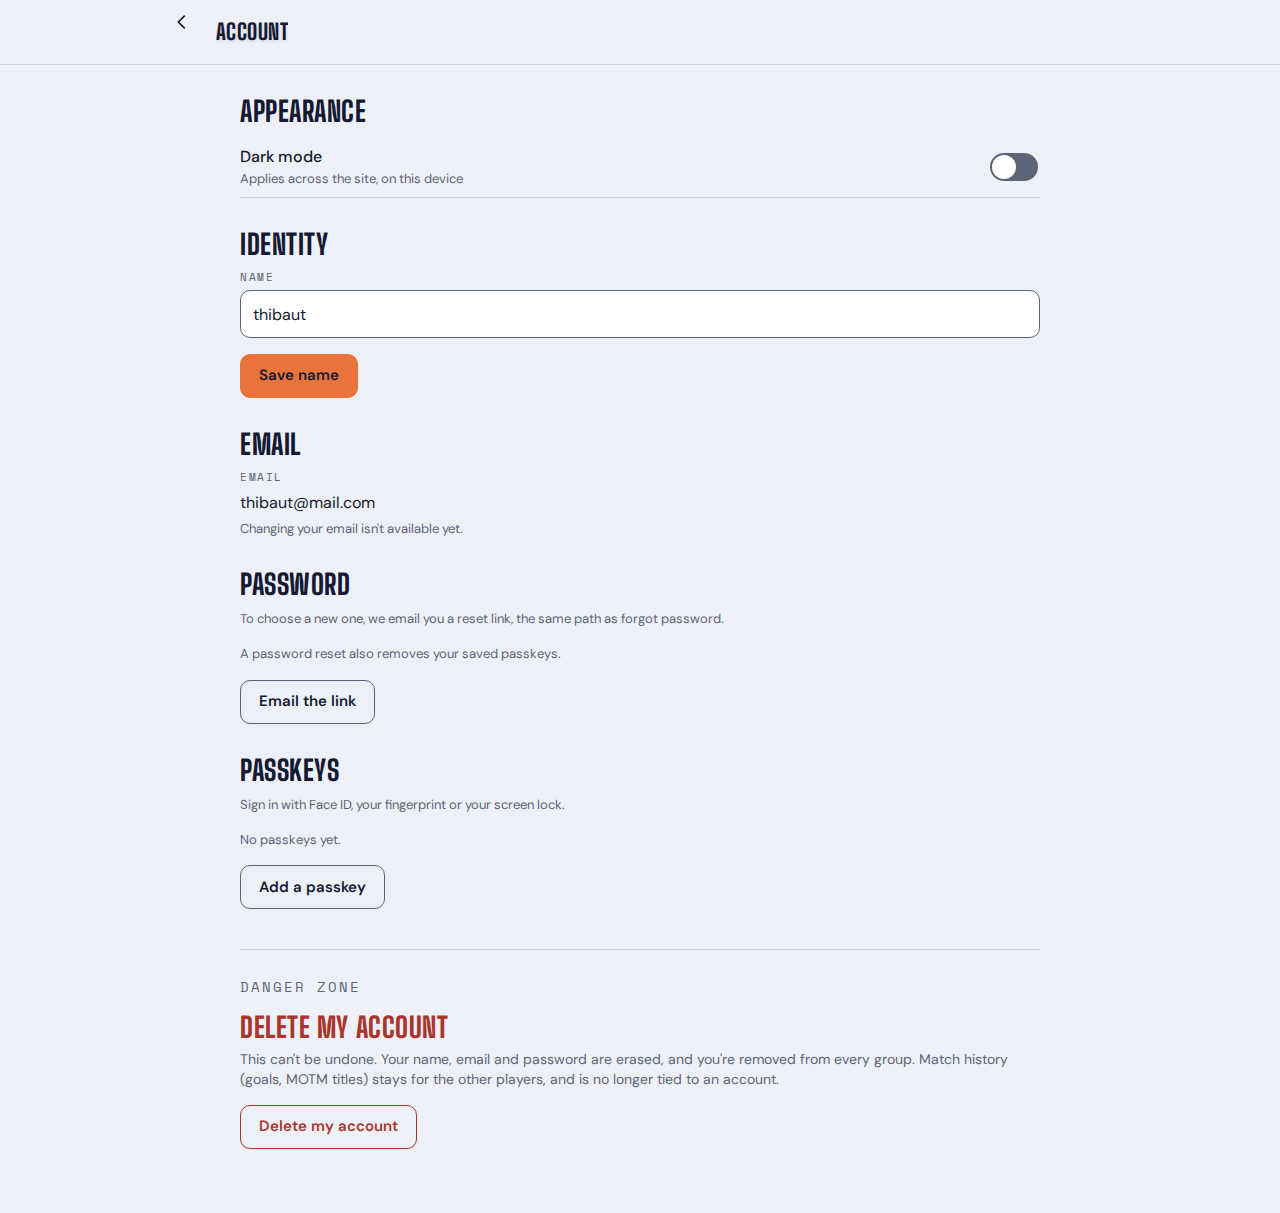 ACCOUNT
APPEARANCE
Dark mode
Applies across the site, on this device
IDENTITY
NAME
thibaut
Save name
EMAIL
EMAIL
thibaut@mail.com
Changing your email isn't available yet.
PASSWORD
To choose a new one, we email you a reset link, the same path as forgot password.
A password reset also removes your saved passkeys.
Email the link
PASSKEYS
Sign in with Face ID, your fingerprint or your screen lock.
No passkeys yet.
Add a passkey
DANGER ZONE
DELETE MY ACCOUNT
This can't be undone. Your name, email and password are erased, and you're removed from every group. Match history
(goals, MOTM titles) stays for the other players, and is no longer tied to an account.
Delete my account